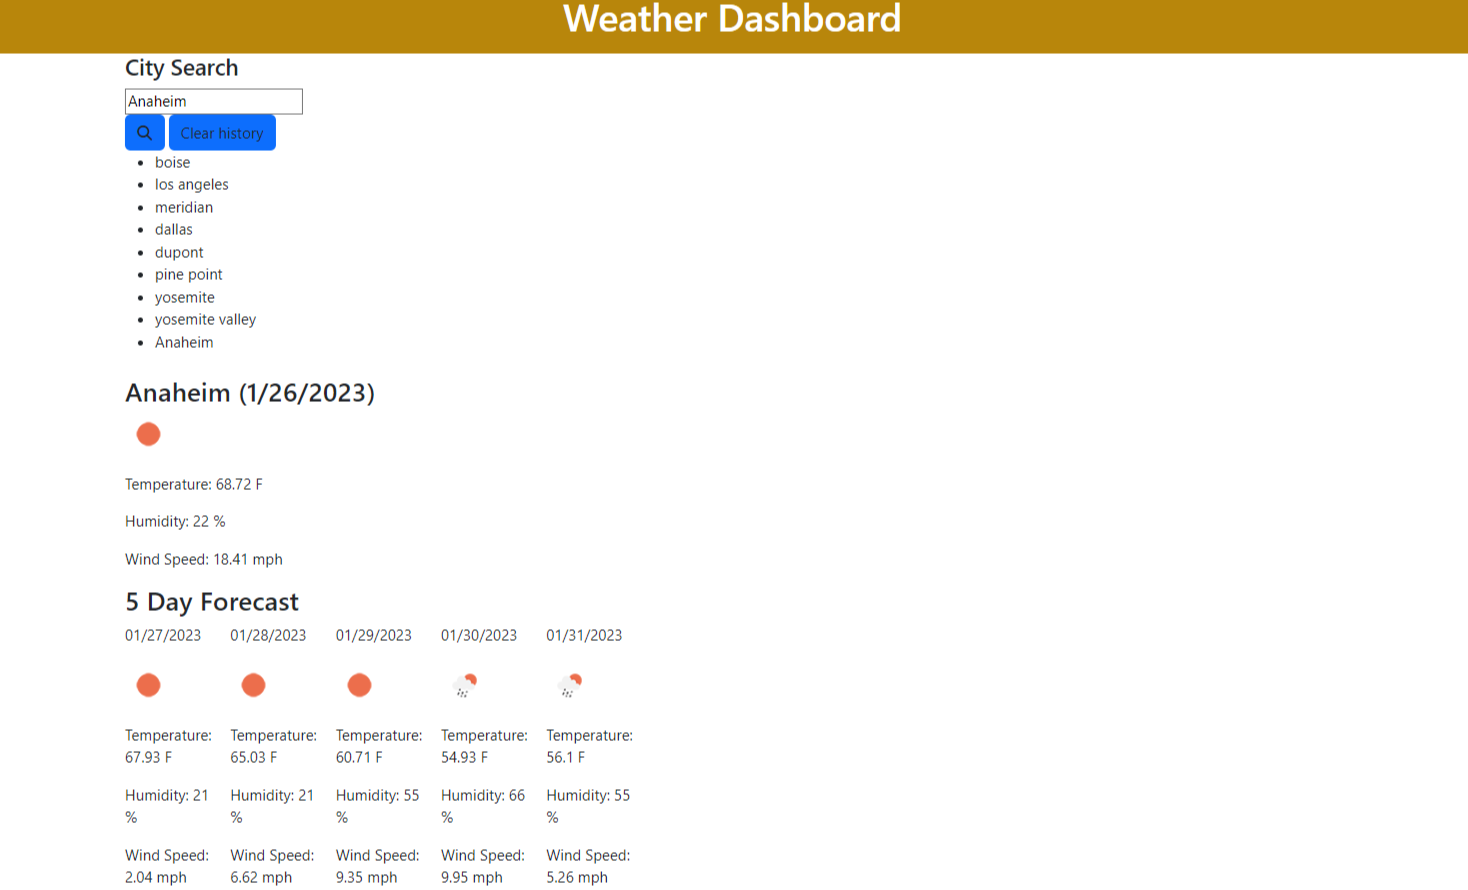 Weather Dashboard
City Search
Anaheim
Clear history
boise
los angeles
meridian
dallas
dupont
pine point
yosemite
yosemite valley
Anaheim
Anaheim (1/26/2023)
Temperature: 68.72 F
Humidity: 22 %
Wind Speed: 18.41 mph
5 Day Forecast
01/27/2023 01/28/2023 01/29/2023 01/30/2023 01/31/2023
Temperature: Temperature: Temperature: Temperature: Temperature:
67.93 F 65.03 F 60.71 F 54.93 F 56.1 F
Humidity: 21 Humidity: 21 Humidity: 55 Humidity: 66 Humidity: 55
% % % % %
Wind Speed: Wind Speed: Wind Speed: Wind Speed: Wind Speed:
2.04 mph 6.62 mph 9.35 mph 9.95 mph 5.26 mph